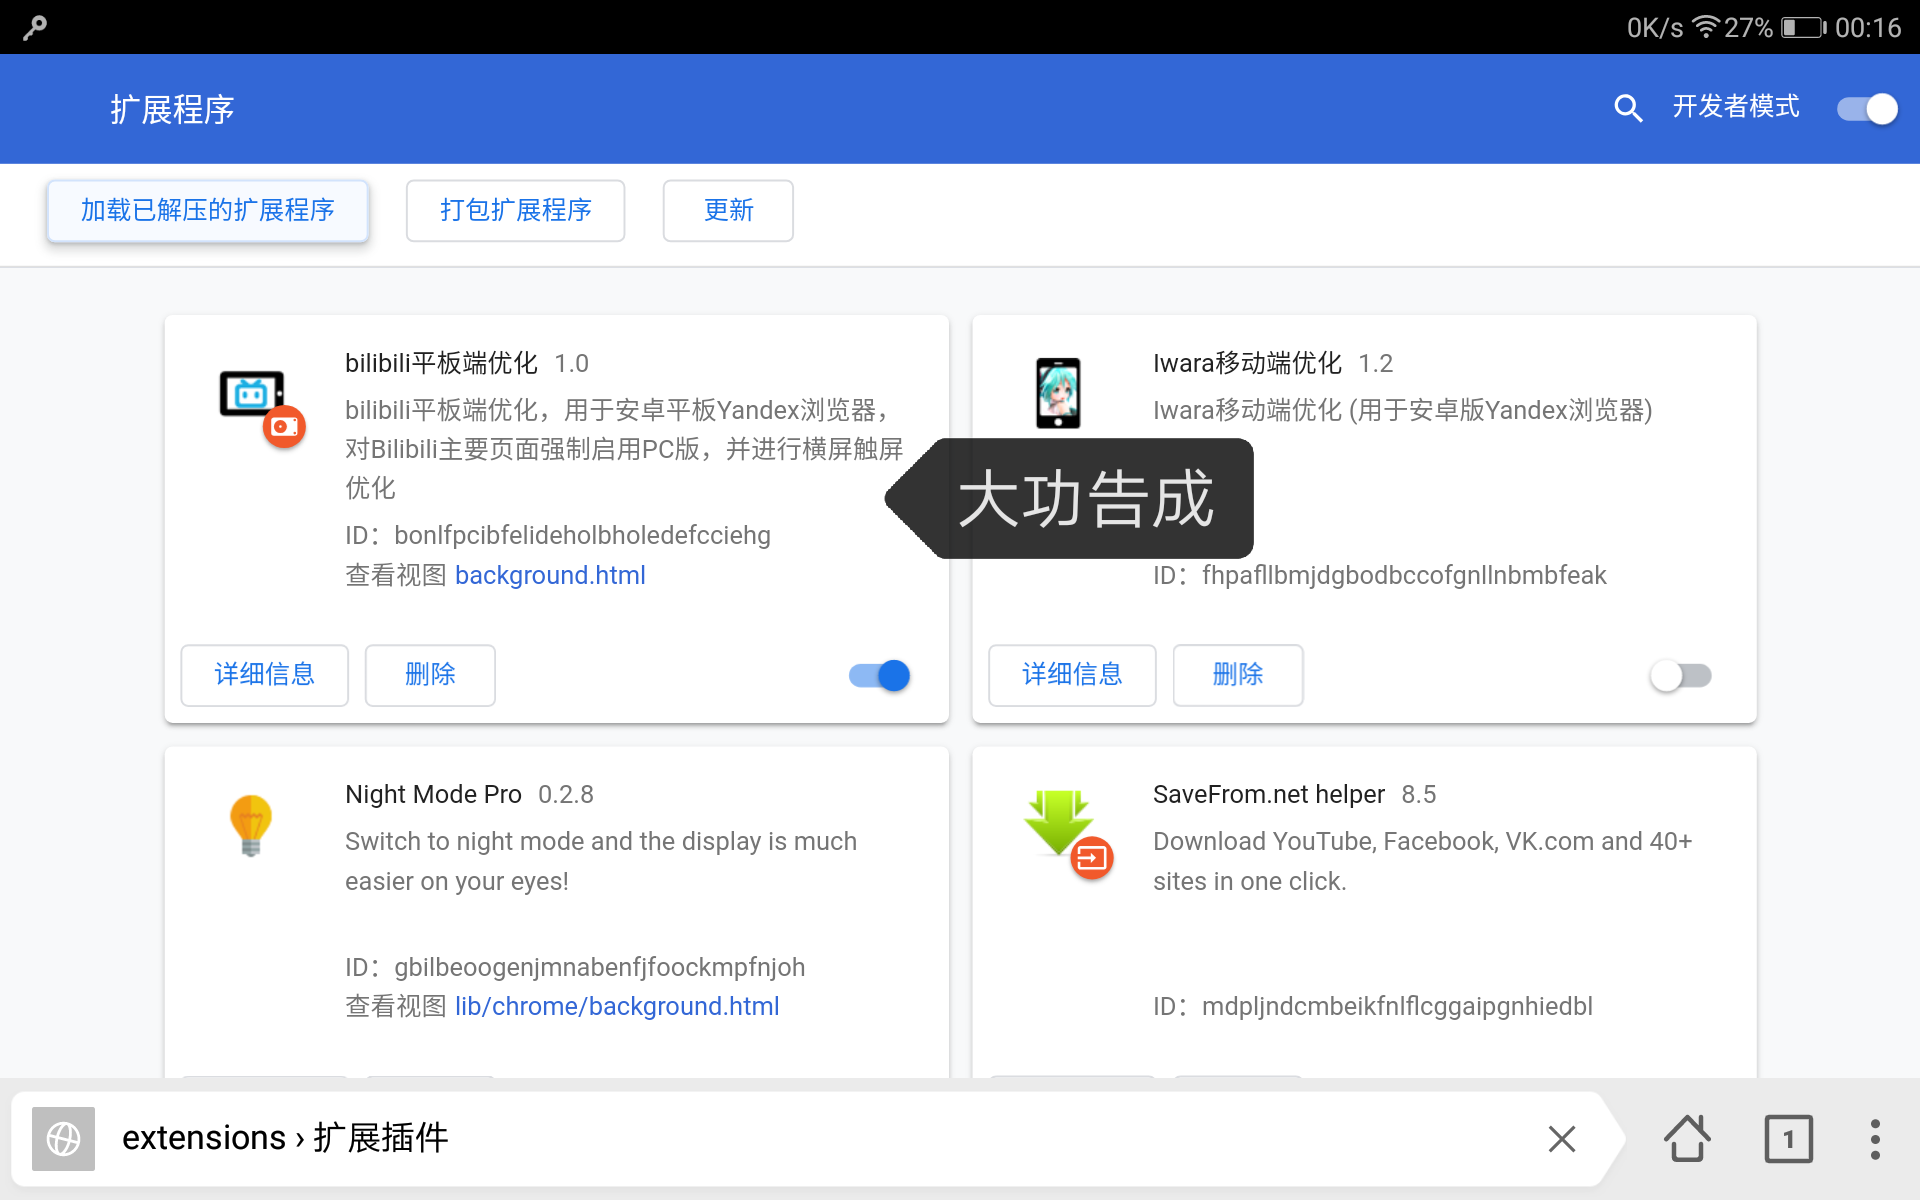 0K/s 27% 00:16
扩展程序
开发者模式
加载已解压的扩展程序
打包扩展程序
更新
bilibili平板端优化 1.0
bilibili平板端优化，用于安卓平板Yandex浏览器，
对Bilibili主要页面强制启用PC版，并进行横屏触屏
优化
ID：bonlfpcibfelideholbholedefcciehg
查看视图 background.html
详细信息
删除
Iwara移动端优化 1.2
Iwara移动端优化 (用于安卓版Yandex浏览器)
大功告成
ID：fhpafllbmjdgbodbccofgnllnbmbfeak
详细信息
删除
Night Mode Pro 0.2.8
Switch to night mode and the display is much
easier on your eyes!
ID：gbilbeoogenjmnabenfjfoockmpfnjoh
查看视图 lib/chrome/background.html
SaveFrom.net helper 8.5
Download YouTube, Facebook, VK.com and 40+
sites in one click.
ID：mdpljndcmbeikfnlflcggaipgnhiedbl
extensions › 扩展插件
1